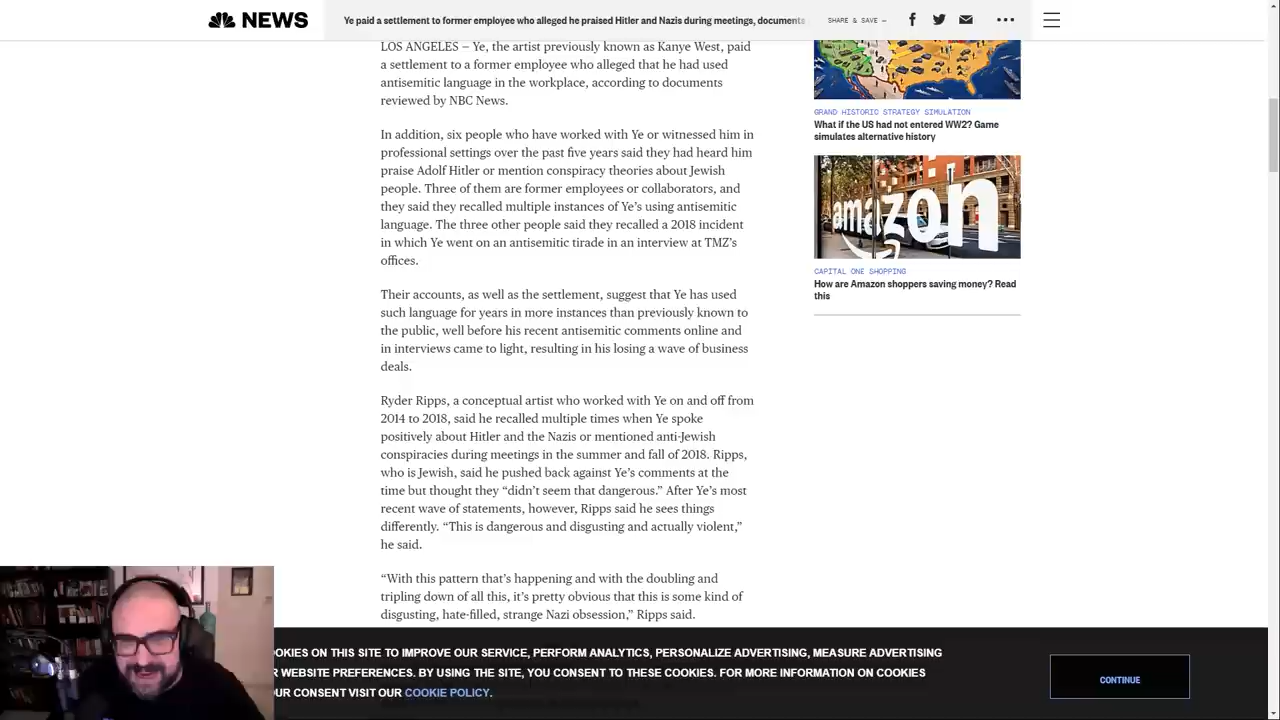 NEWS
Ye paid a settlement to former employee who alleged he praised Hitler and Nazis during meetings, documents
SHARE & SAVE —
LOS ANGELES — Ye, the artist previously known as Kanye West, paid
a settlement to a former employee who alleged that he had used
antisemitic language in the workplace, according to documents
reviewed by NBC News.
In addition, six people who have worked with Ye or witnessed him in
professional settings over the past five years said they had heard him
praise Adolf Hitler or mention conspiracy theories about Jewish
people. Three of them are former employees or collaborators, and
they said they recalled multiple instances of Ye’s using antisemitic
language. The three other people said they recalled a 2018 incident
in which Ye went on an antisemitic tirade in an interview at TMZ’s
offices.
Their accounts, as well as the settlement, suggest that Ye has used
such language for years in more instances than previously known to
the public, well before his recent antisemitic comments online and
in interviews came to light, resulting in his losing a wave of business
deals.
Ryder Ripps, a conceptual artist who worked with Ye on and off from
2014 to 2018, said he recalled multiple times when Ye spoke
positively about Hitler and the Nazis or mentioned anti-Jewish
conspiracies during meetings in the summer and fall of 2018. Ripps,
who is Jewish, said he pushed back against Ye’s comments at the
time but thought they “didn’t seem that dangerous.” After Ye’s most
recent wave of statements, however, Ripps said he sees things
differently. “This is dangerous and disgusting and actually violent,”
he said.
“With this pattern that’s happening and with the doubling and
tripling down of all this, it’s pretty obvious that this is some kind of
disgusting, hate-filled, strange Nazi obsession,” Ripps said.
GRAND HISTORIC STRATEGY SIMULATION
What if the US had not entered WW2? Game
simulates alternative history
amazon
CAPITAL ONE SHOPPING
How are Amazon shoppers saving money? Read
this
OKIES ON THIS SITE TO IMPROVE OUR SERVICE, PERFORM ANALYTICS, PERSONALIZE ADVERTISING, MEASURE ADVERTISING
R WEBSITE PREFERENCES. BY USING THE SITE, YOU CONSENT TO THESE COOKIES. FOR MORE INFORMATION ON COOKIES
UR CONSENT VISIT OUR COOKIE POLICY.
CONTINUE